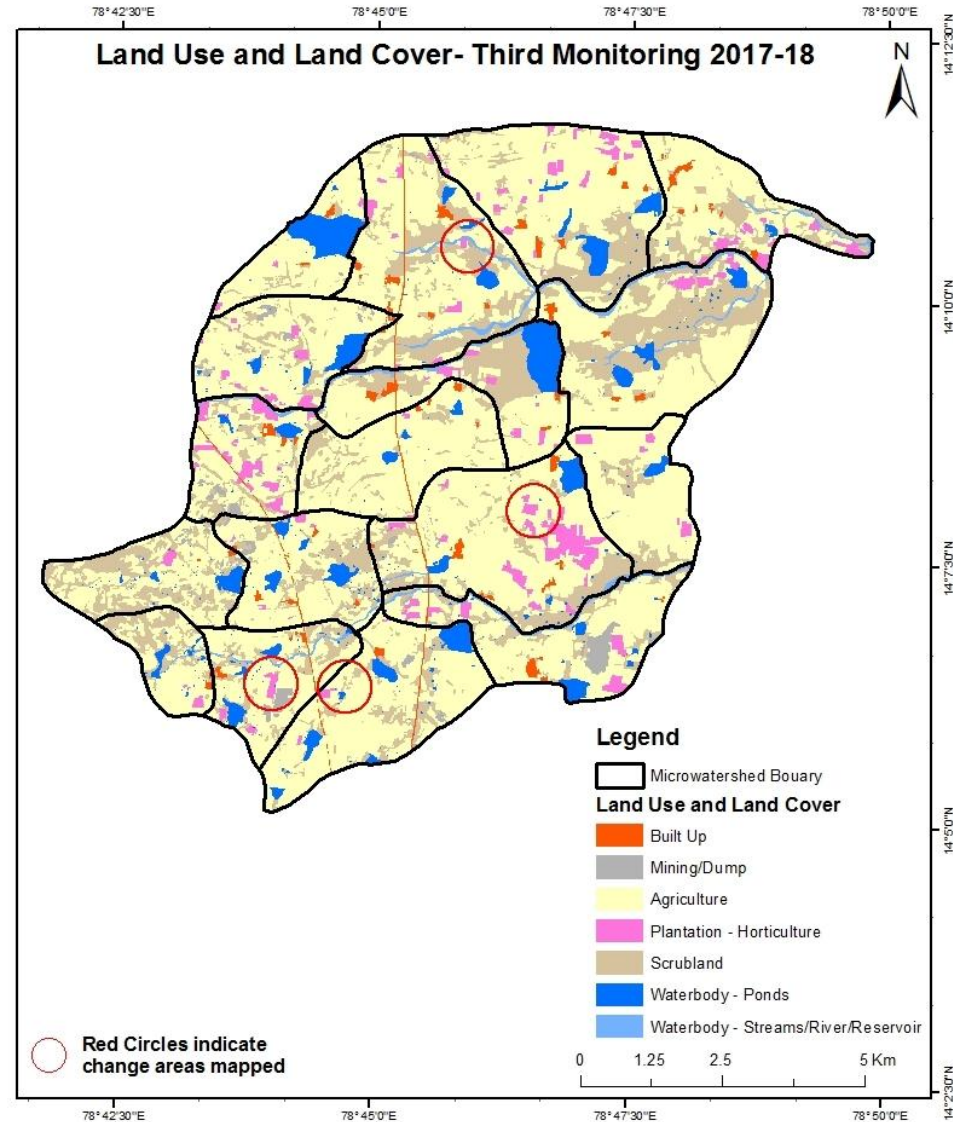 78°42'30"E 78°45'0"E 78°47'30"E 78°50'0"E
Land Use and Land Cover- Third Monitoring 2017-18
N
14°12'30"N
14°10'0"N
14°7'30"N
14°5'0"N
14°2'30"N
Legend
Microwatershed Bouary
Land Use and Land Cover
Built Up
Mining/Dump
Agriculture
Plantation - Horticulture
Scrubland
Waterbody - Ponds
Waterbody - Streams/River/Reservoir
Red Circles indicate
change areas mapped
0 1.25 2.5 5 Km
78°42'30"E 78°45'0"E 78°47'30"E 78°50'0"E